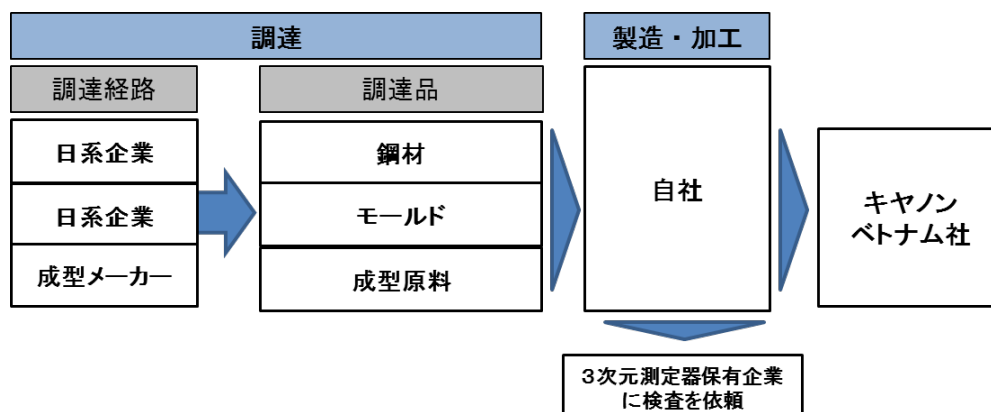 調達
製造・加工
調達経路
調達品
日系企業
鋼材
日系企業
モールド
成型メーカー
成型原料
自社
キヤノン
ベトナム社
３次元測定器保有企業
に検査を依頼